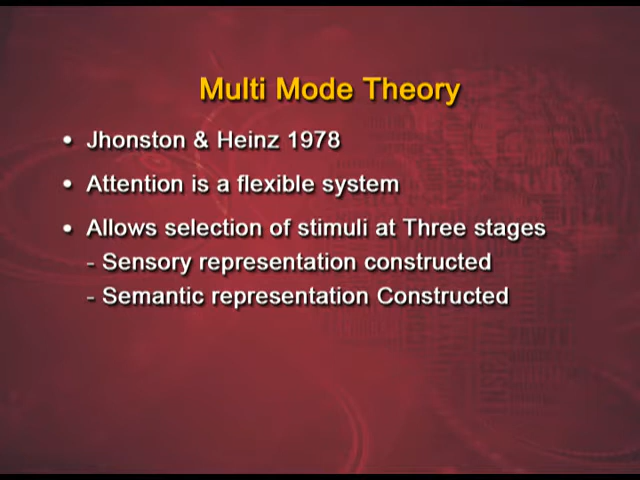 Multi Mode Theory
• Jhonston & Heinz 1978
• Attention is a flexible system
• Allows selection of stimuli at Three stages
- Sensory representation constructed
- Semantic representation Constructed